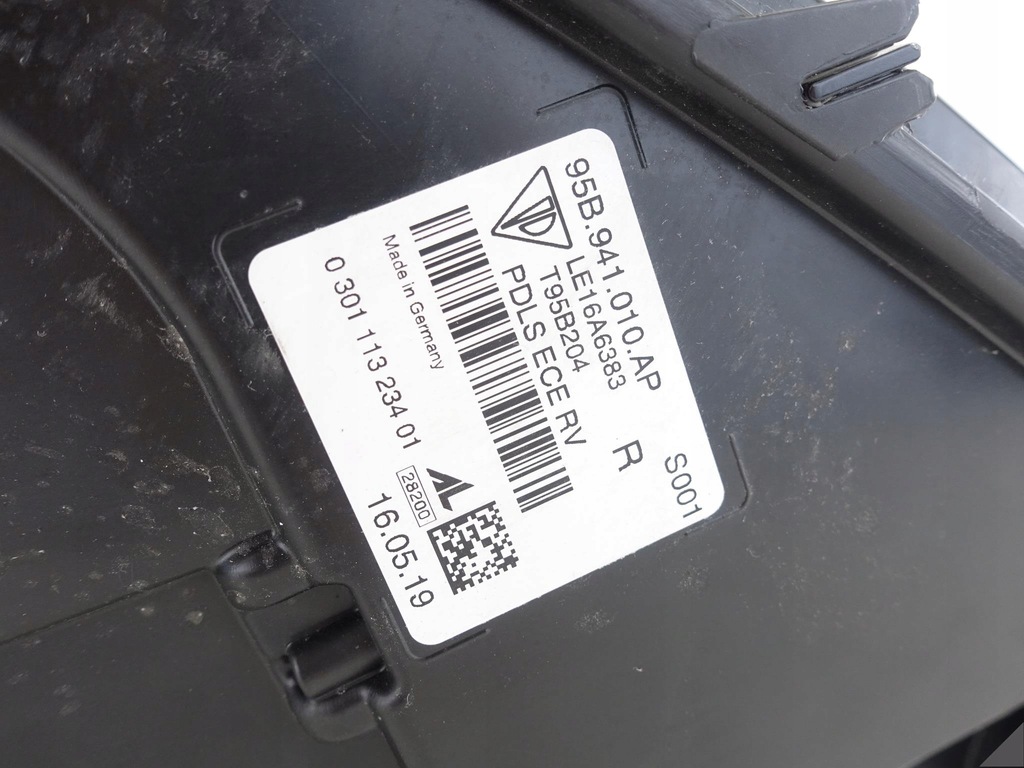 95B.941.010.AP
S001
LE16A6383
R
T95B204
PDLS ECE RV
Made in Germany
0 301 113 234 01
AL
28200
16.05.19